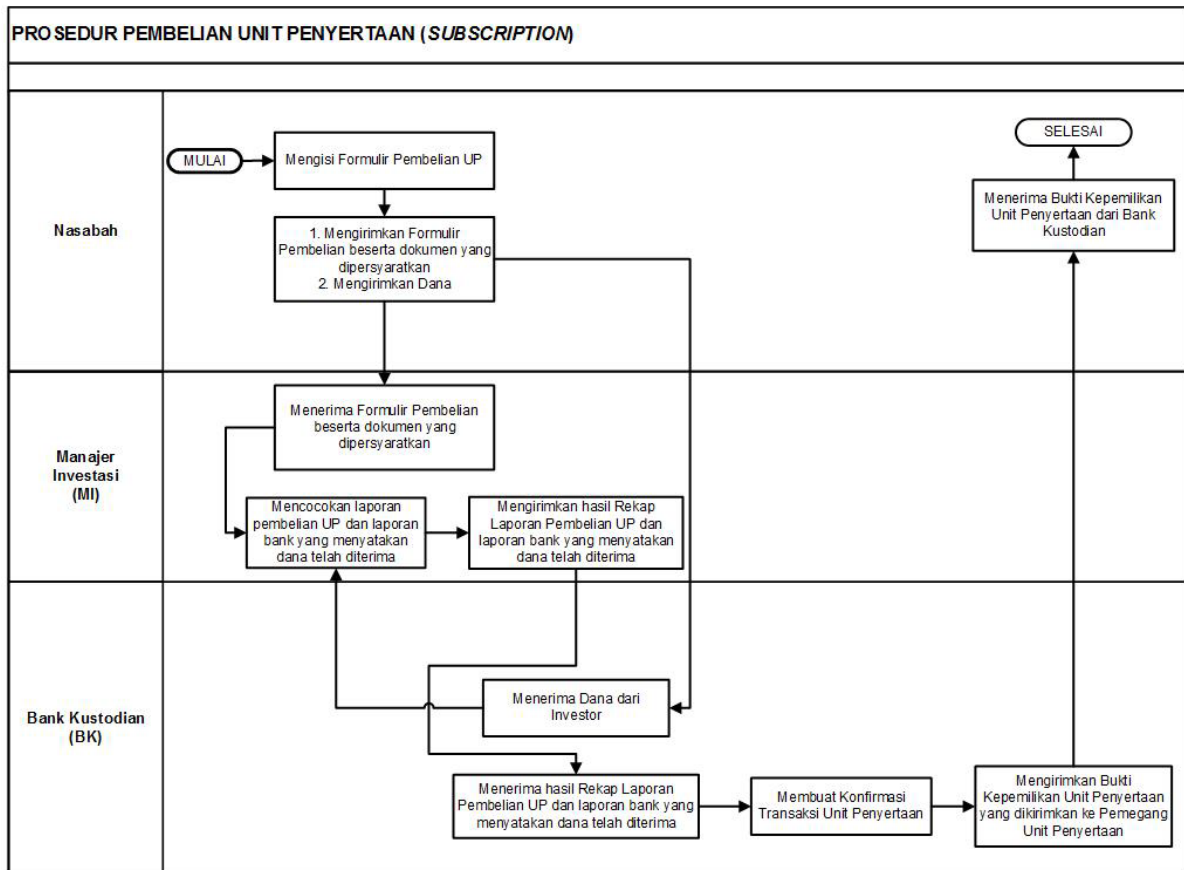 PROSEDUR PEMBELIAN UNIT PENYERTAAN (SUBSCRIPTION)
Nasabah
MULAI
Mengisi Formulir Pembelian UP
1. Mengirimkan Formulir
Pembelian beserta dokumen yang
dipersyaratkan
2. Mengirimkan Dana
SELESAI
Menerima Bukti Kepemilikan
Unit Penyertaan dari Bank
Kustodian
Manajer
Investasi
(MI)
Menerima Formulir Pembelian
beserta dokumen yang
dipersyaratkan
Mencocokan laporan
pembelian UP dan laporan
bank yang menyatakan
dana telah diterima
Mengirimkan hasil Rekap
Laporan Pembelian UP dan
laporan bank yang menyatakan
dana telah diterima
Bank Kustodian
(BK)
Menerima Dana dari
Investor
Menerima hasil Rekap Laporan
Pembelian UP dan laporan bank yang
menyatakan dana telah diterima
Membuat Konfirmasi
Transaksi Unit Penyertaan
Mengirimkan Bukti
Kepemilikan Unit Penyertaan
yang dikirimkan ke Pemegang
Unit Penyertaan